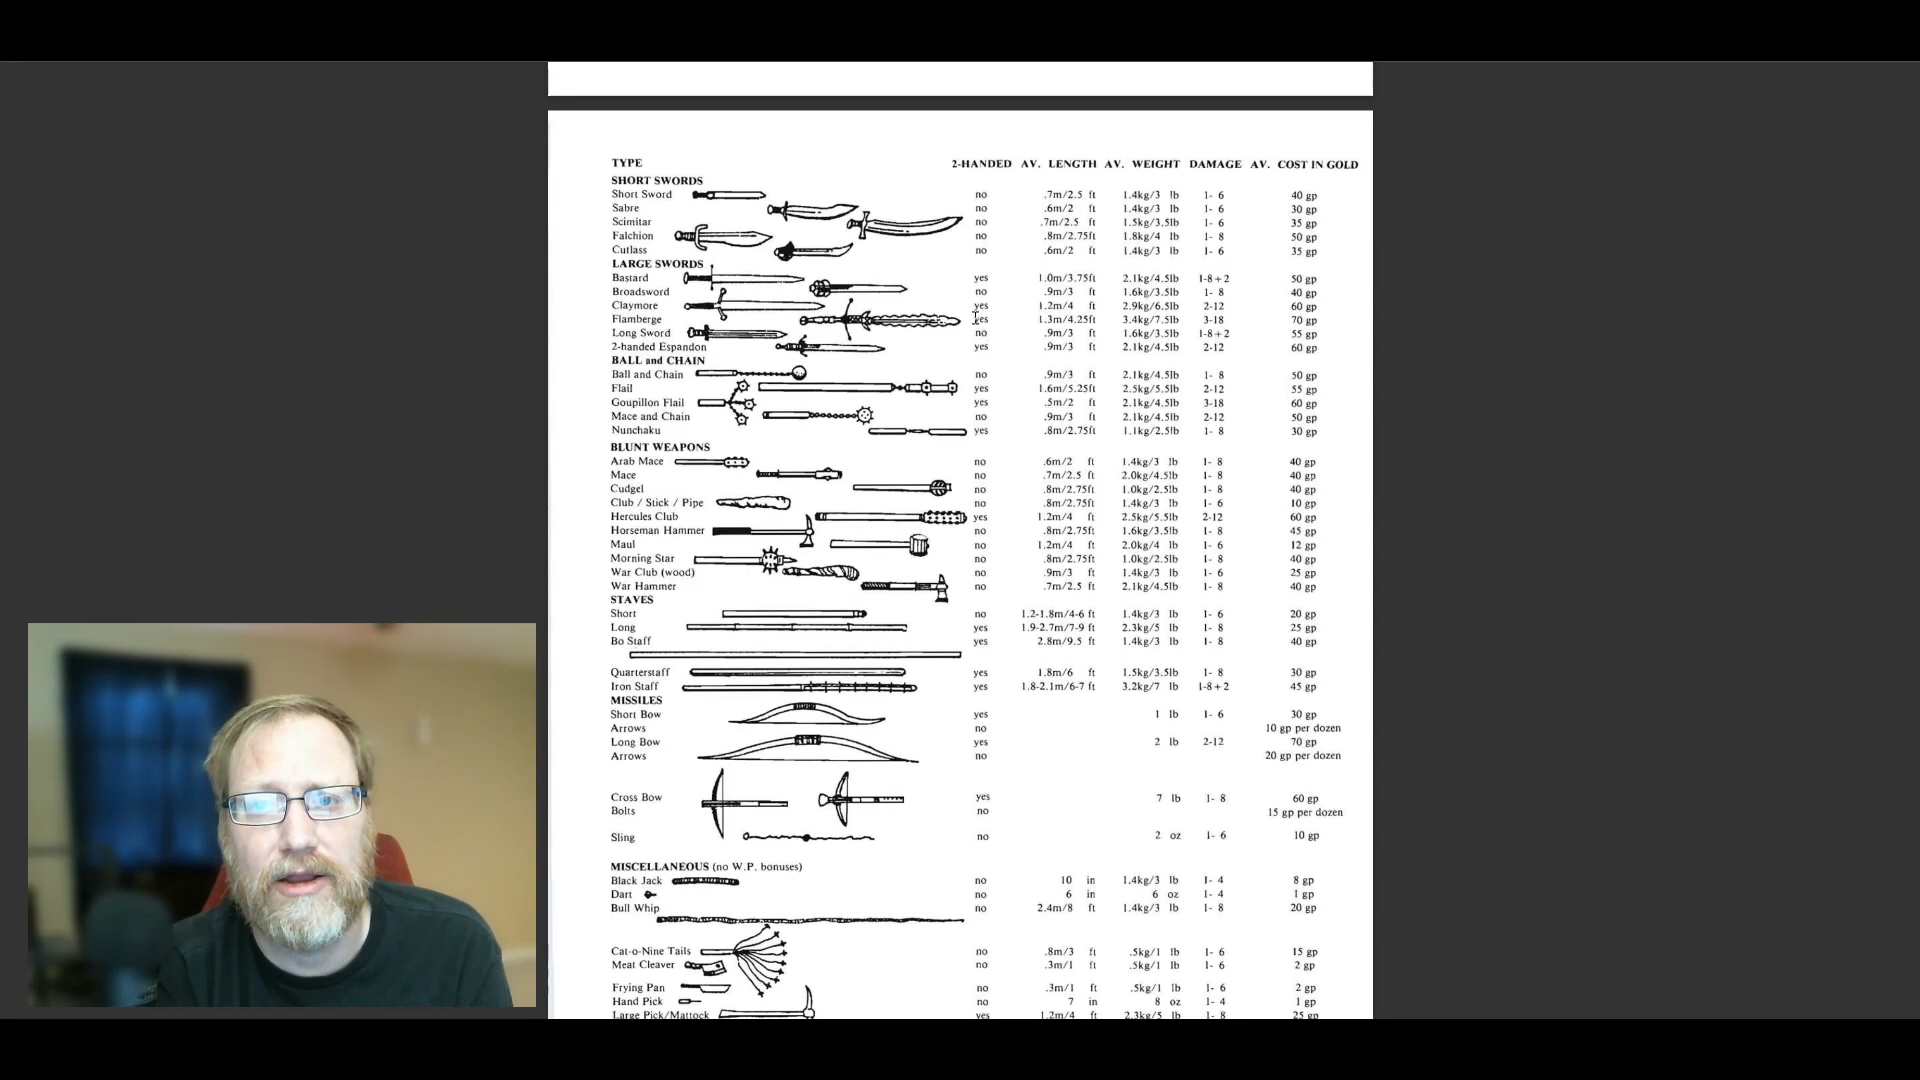 TYPE 2-HANDED AV. LENGTH AV. WEIGHT DAMAGE AV. COST IN GOLD
SHORT SWORDS
Short Sword no .7m/2.5 ft 1.4kg/3 lb 1- 6 40 gp
Sabre no .6m/2 ft 1.4kg/3 lb 1- 6 30 gp
Scimitar no .7m/2.5 ft 1.5kg/3.5lb 1- 6 35 gp
Falchion no .8m/2.75ft 1.8kg/4 lb 1- 8 50 gp
Cutlass no .6m/2 ft 1.4kg/3 lb 1- 6 35 gp
LARGE SWORDS
Bastard yes 1.0m/3.75ft 2.1kg/4.5lb 1-8+2 50 gp
Broadsword no .9m/3 ft 1.6kg/3.5lb 1- 8 40 gp
Claymore yes 1.2m/4 ft 2.9kg/6.5lb 2-12 60 gp
Flamberge yes 1.3m/4.25ft 3.4kg/7.5lb 3-18 70 gp
Long Sword no .9m/3 ft 1.6kg/3.5lb 1-8+2 55 gp
2-handed Espandon yes .9m/3 ft 2.1kg/4.5lb 2-12 60 gp
BALL and CHAIN
Ball and Chain no .9m/3 ft 2.1kg/4.5lb 1- 8 50 gp
Flail yes 1.6m/5.25ft 2.5kg/5.5lb 2-12 55 gp
Goupillon Flail yes .5m/2 ft 2.1kg/4.5lb 3-18 60 gp
Mace and Chain no .9m/3 ft 2.1kg/4.5lb 2-12 50 gp
Nunchaku yes .8m/2.75ft 1.1kg/2.5lb 1- 8 30 gp
BLUNT WEAPONS
Arab Mace no .6m/2 ft 1.4kg/3 lb 1- 8 40 gp
Mace no .7m/2.5 ft 2.0kg/4.5lb 1- 8 40 gp
Cudgel no .8m/2.75ft 1.0kg/2.5lb 1- 8 40 gp
Club / Stick / Pipe no .8m/2.75ft 1.4kg/3 lb 1- 6 10 gp
Hercules Club yes 1.2m/4 ft 2.5kg/5.5lb 2-12 60 gp
Horseman Hammer no .8m/2.75ft 1.6kg/3.5lb 1- 8 45 gp
Maul no 1.2m/4 ft 2.0kg/4 lb 1- 6 12 gp
Morning Star no .8m/2.75ft 1.0kg/2.5lb 1- 8 40 gp
War Club (wood) no .9m/3 ft 1.4kg/3 lb 1- 6 25 gp
War Hammer no .7m/2.5 ft 2.1kg/4.5lb 1- 8 40 gp
STAVES
Short no 1.2-1.8m/4-6 ft 1.4kg/3 lb 1- 6 20 gp
Long yes 1.9-2.7m/7-9 ft 2.3kg/5 lb 1- 8 25 gp
Bo Staff yes 2.8m/9.5 ft 1.4kg/3 lb 1- 8 40 gp
Quarterstaff yes 1.8m/6 ft 1.5kg/3.5lb 1- 8 30 gp
Iron Staff yes 1.8-2.1m/6-7 ft 3.2kg/7 lb 1-8+2 45 gp
MISSILES
Short Bow yes 1 lb 1- 6 30 gp
Arrows no 10 gp per dozen
Long Bow yes 2 lb 2-12 70 gp
Arrows no 20 gp per dozen
Cross Bow yes 7 lb 1- 8 60 gp
Bolts no 15 gp per dozen
Sling no 2 oz 1- 6 10 gp
MISCELLANEOUS (no W.P. bonuses)
Black Jack no 10 in 1.4kg/3 lb 1- 4 8 gp
Dart no 6 in 6 oz 1- 4 1 gp
Bull Whip no 2.4m/8 ft 1.4kg/3 lb 1- 8 20 gp
Cat-o-Nine Tails no .8m/3 ft .5kg/1 lb 1- 6 15 gp
Meat Cleaver no .3m/1 ft .5kg/1 lb 1- 6 2 gp
Frying Pan no .3m/1 ft .5kg/1 lb 1- 6 2 gp
Hand Pick no 7 in 8 oz 1- 4 1 gp
Large Pick/Mattock yes 1.2m/4 ft 2.3kg/5 lb 1- 8 25 gp